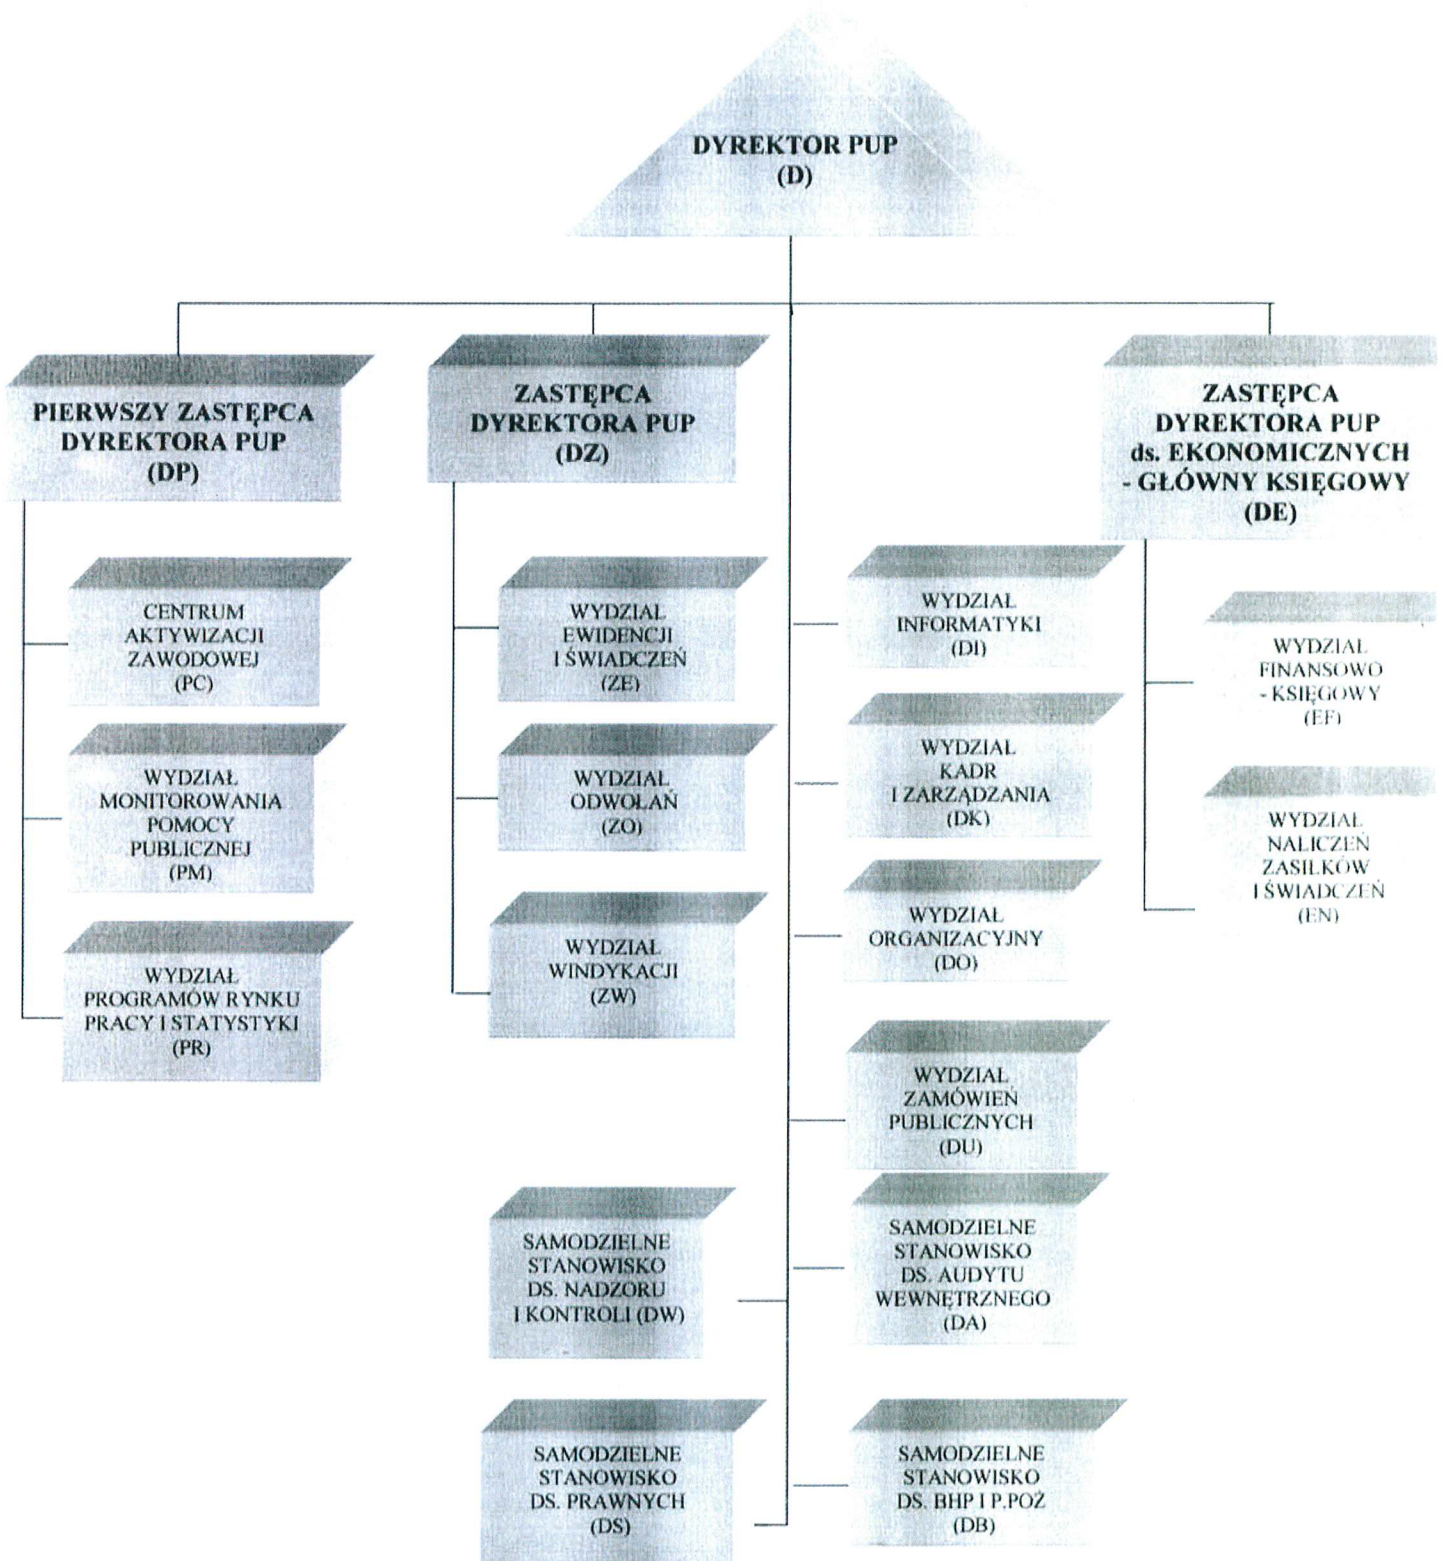 DYREKTOR PUP
(D)
PIERWSZY ZASTĘPCA
DYREKTORA PUP
(DP)
ZASTĘPCA
DYREKTORA PUP
(DZ)
ZASTĘPCA
DYREKTORA PUP
ds. EKONOMICZNYCH
- GŁÓWNY KSIĘGOWY
(DE)
CENTRUM
AKTYWIZACJI
ZAWODOWEJ
(PC)
WYDZIAŁ
MONITOROWANIA
POMOCY
PUBLICZNEJ
(PM)
WYDZIAŁ
PROGRAMÓW RYNKU
PRACY I STATYSTYKI
(PR)
WYDZIAŁ
EWIDENCJI
I ŚWIADCZEŃ
(ZE)
WYDZIAŁ
ODWOŁAŃ
(ZO)
WYDZIAŁ
WINDYKACJI
(ZW)
WYDZIAŁ
INFORMATYKI
(DI)
WYDZIAŁ
KADR
I ZARZĄDZANIA
(DK)
WYDZIAŁ
ORGANIZACYJNY
(DO)
WYDZIAŁ
ZAMÓWIEŃ
PUBLICZNYCH
(DU)
WYDZIAŁ
FINANSOWO
- KSIĘGOWY
(EF)
WYDZIAŁ
NALICZEŃ
ZASIŁKÓW
I ŚWIADCZEŃ
(EN)
SAMODZIELNE
STANOWISKO
DS. NADZORU
I KONTROLI (DW)
SAMODZIELNE
STANOWISKO
DS. AUDYTU
WEWNĘTRZNEGO
(DA)
SAMODZIELNE
STANOWISKO
DS. PRAWNYCH
(DS)
SAMODZIELNE
STANOWISKO
DS. BHP I P.POŻ
(DB)